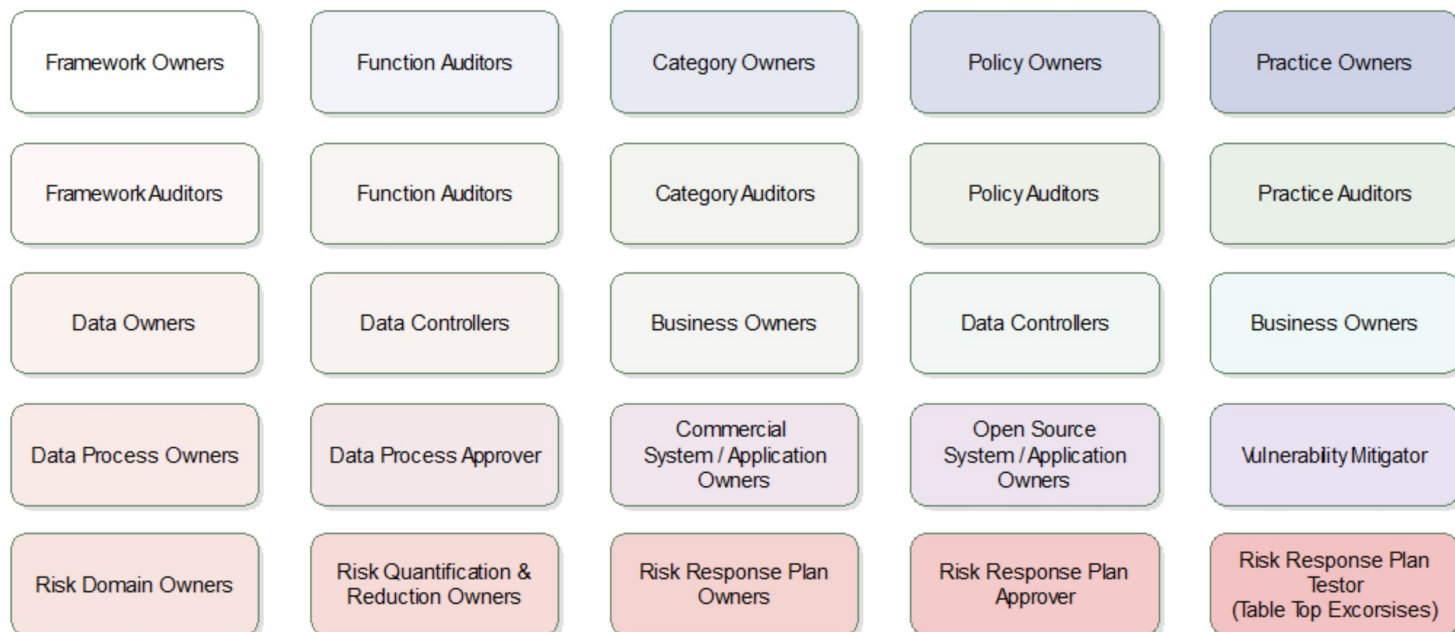 Framework Owners
Function Auditors
Category Owners
Policy Owners
Practice Owners
Framework Auditors
Function Auditors
Category Auditors
Policy Auditors
Practice Auditors
Data Owners
Data Controllers
Business Owners
Data Controllers
Business Owners
Data Process Owners
Data Process Approver
Commercial
System / Application
Owners
Open Source
System / Application
Owners
Vulnerability Mitigator
Risk Domain Owners
Risk Quantification &
Reduction Owners
Risk Response Plan
Owners
Risk Response Plan
Approver
Risk Response Plan
Testor
(Table Top Excorsises)